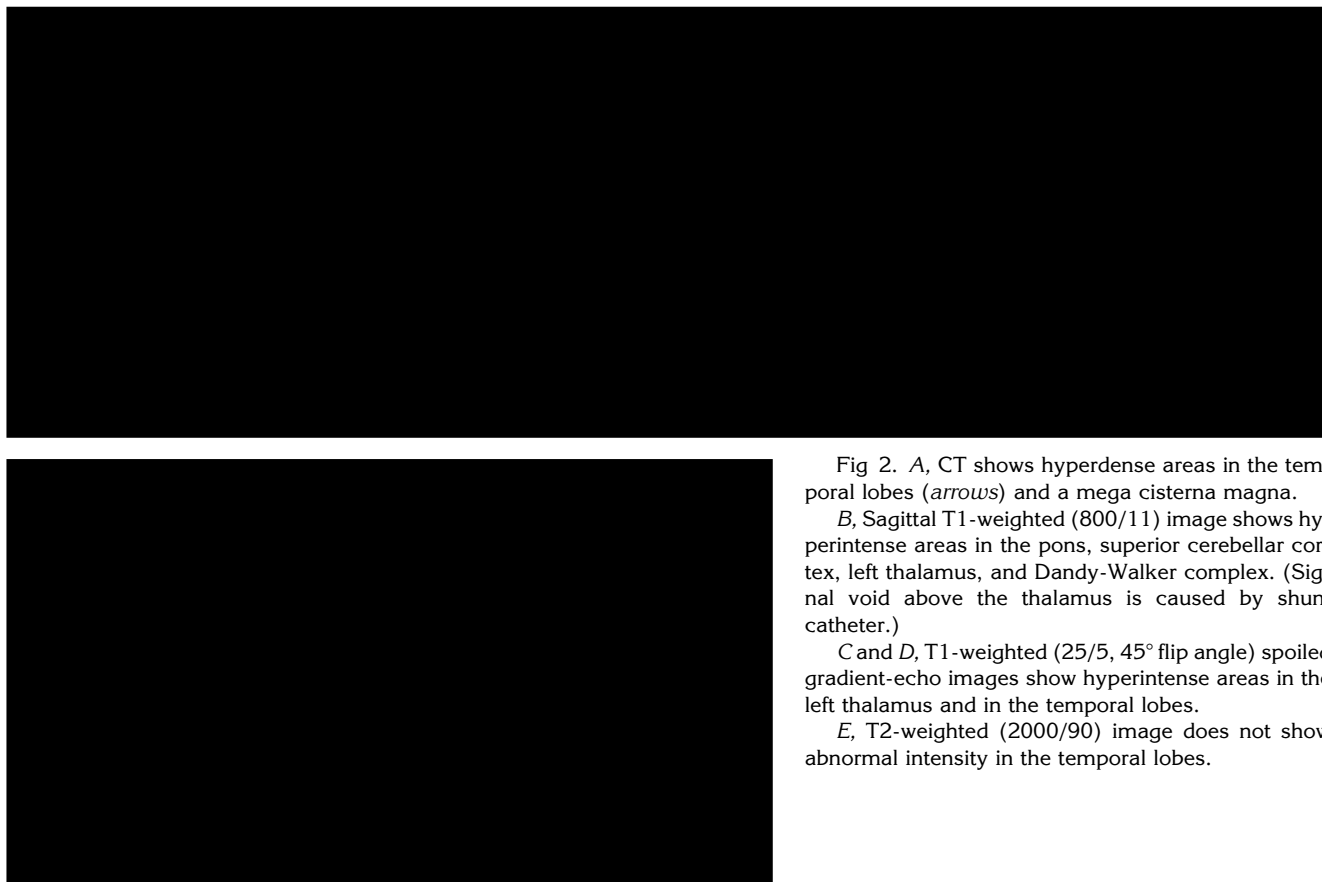 Fig 2. A, CT shows hyperdense areas in the tem
poral lobes (arrows) and a mega cisterna magna.
B, Sagittal T1-weighted (800/11) image shows hy
perintense areas in the pons, superior cerebellar cor
tex, left thalamus, and Dandy-Walker complex. (Sig
nal void above the thalamus is caused by shun
catheter.)
C and D, T1-weighted (25/5, 45° flip angle) spoiled
gradient-echo images show hyperintense areas in the
left thalamus and in the temporal lobes.
E, T2-weighted (2000/90) image does not show
abnormal intensity in the temporal lobes.